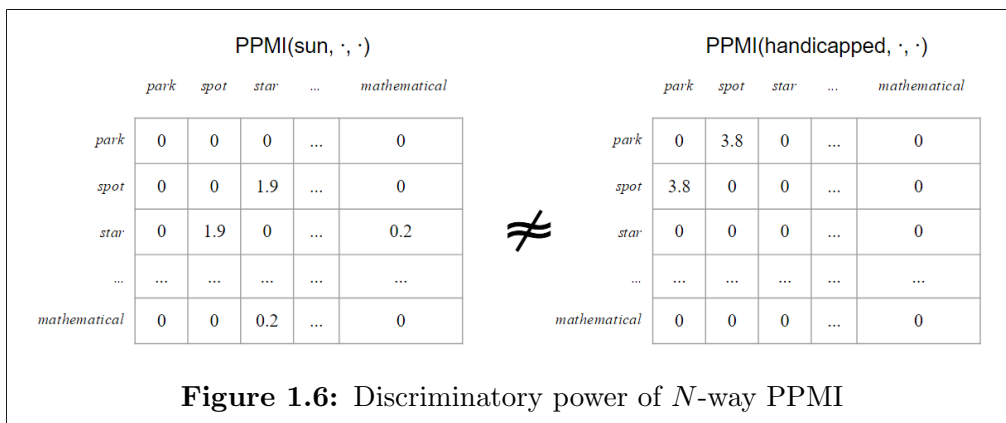 PPMI(sun, ·, ·) PPMI(handicapped, ·, ·)
park spot star ... mathematical park spot star ... mathematical
park 0 0 0 ... 0 park 0 3.8 0 ... 0
spot 0 0 1.9 ... 0 spot 3.8 0 0 ... 0
star 0 1.9 0 ... 0.2 ≉ star 0 0 0 ... 0
... ... ... ... ... ... ... ... ... ... ... ...
mathematical 0 0 0.2 ... 0 mathematical 0 0 0 ... 0
Figure 1.6: Discriminatory power of N-way PPMI